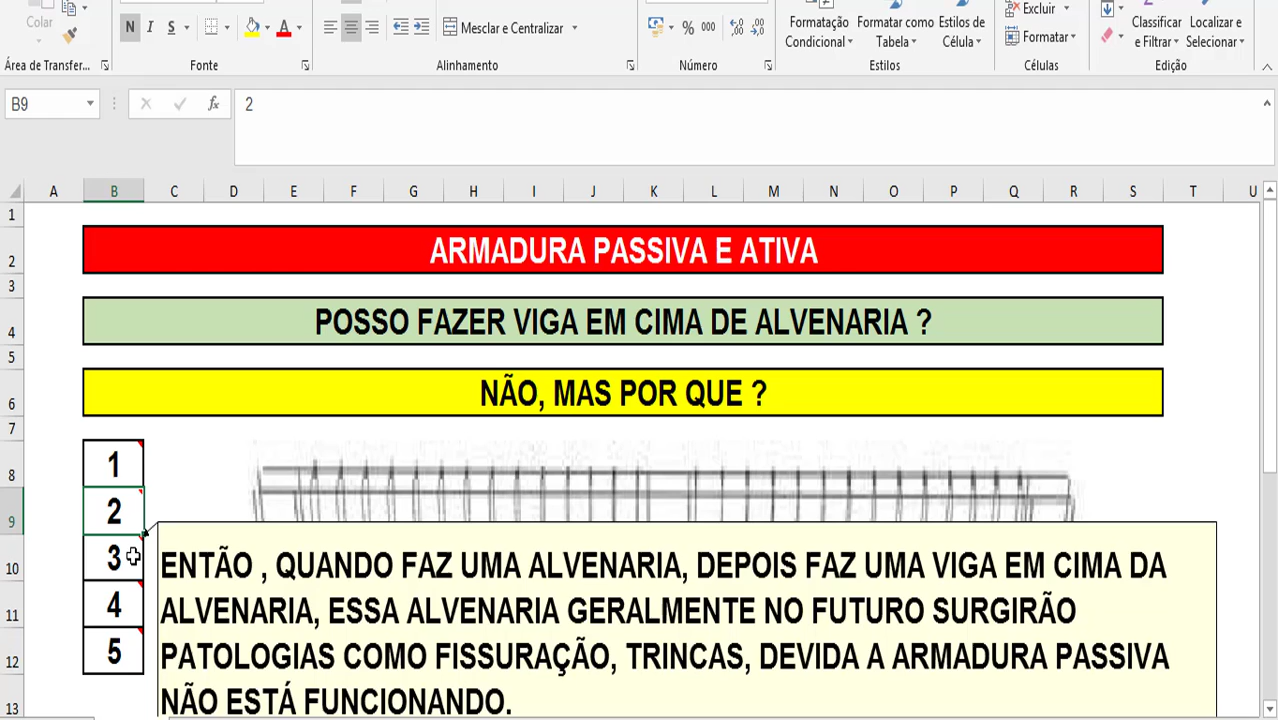 Colar
Área de Transfer...
N I S
A
Fonte
Mesclar e Centralizar
Alinhamento
% 000
Número
Formatação Condicional
Formatar como Tabela
Estilos de Célula
Estilos
Excluir
Formatar
Células
Classificar e Filtrar
Localizar e Selecionar
Edição
B9
fx
2
A B C D E F G H I J K L M N O P Q R S T U
1
2
ARMADURA PASSIVA E ATIVA
3
4
POSSO FAZER VIGA EM CIMA DE ALVENARIA ?
5
6
NÃO, MAS POR QUE ?
7
8
1
9
2
10
3
11
4
12
5
13
ENTÃO , QUANDO FAZ UMA ALVENARIA, DEPOIS FAZ UMA VIGA EM CIMA DA
ALVENARIA, ESSA ALVENARIA GERALMENTE NO FUTURO SURGIRÃO
PATOLOGIAS COMO FISSURAÇÃO, TRINCAS, DEVIDA A ARMADURA PASSIVA
NÃO ESTÁ FUNCIONANDO.